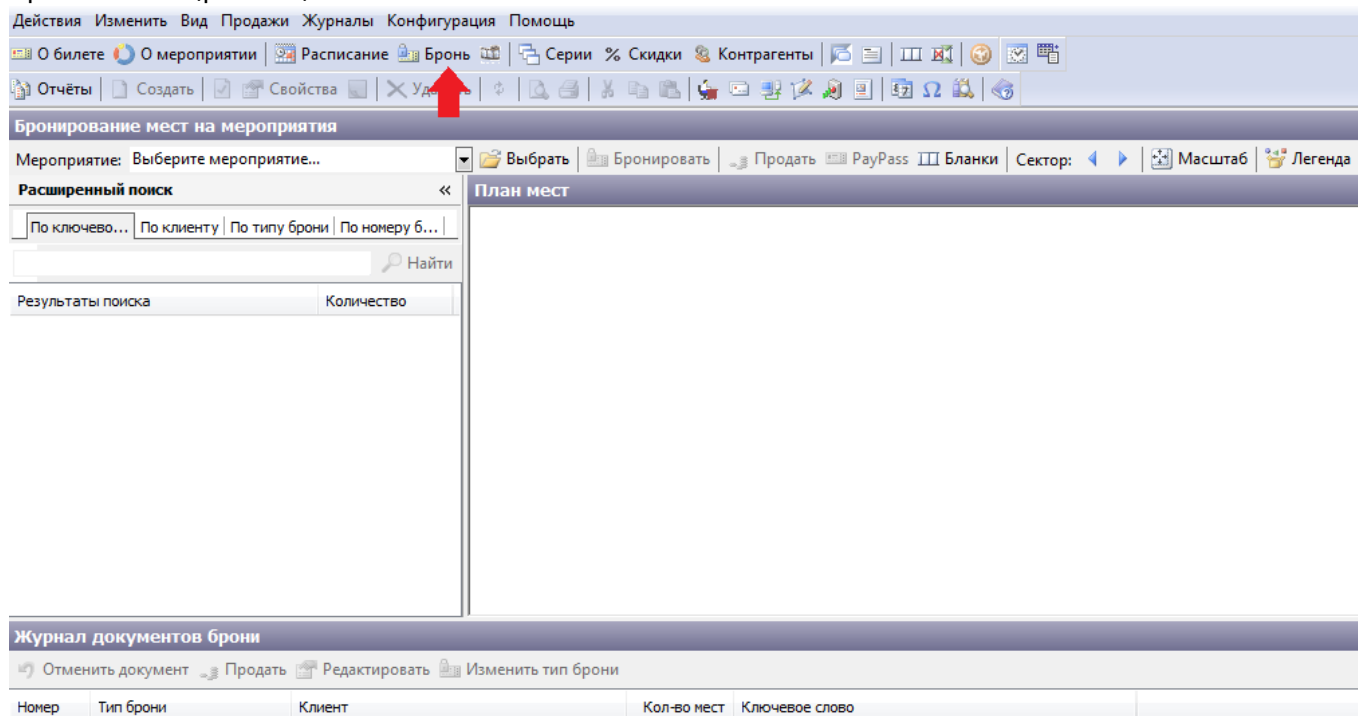 Действия Изменить Вид Продажи Журналы Конфигурация Помощь
О билете О мероприятии Расписание Бронь Серии % Скидки Контрагенты
Отчёты Создать Свойства
Бронирование мест на мероприятия
Мероприятие: Выберите мероприятие... Выбрать Бронировать Продать PayPass Бланки Сектор: Масштаб Легенда
Расширенный поиск «
План мест
По ключево... По клиенту По типу брони По номеру б...
Найти
Результаты поиска Количество
Журнал документов брони
Отменить документ Продать Редактировать Изменить тип брони
Номер Тип брони Клиент Кол-во мест Ключевое слово